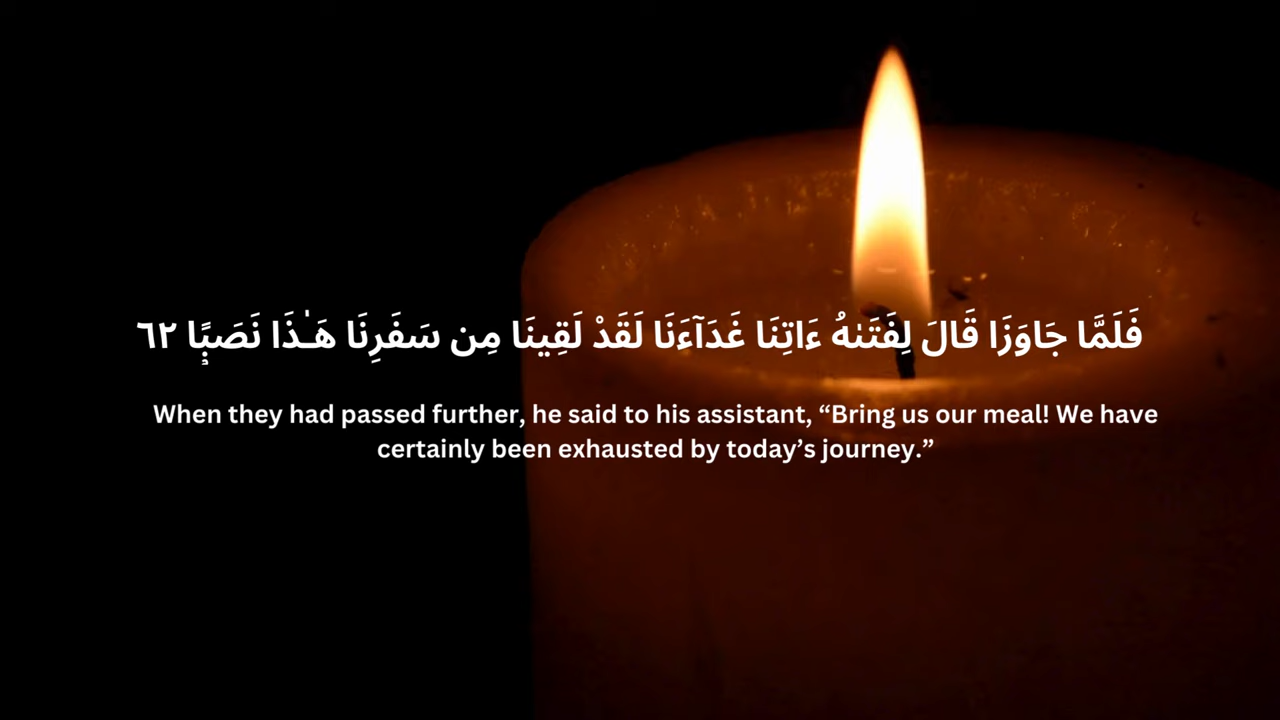 فَلَمَّا جَاوَزَا قَالَ لِفَتَىٰهُ ءَاتِنَا غَدَآءَنَا لَقَدْ لَقِينَا مِن سَفَرِنَا هَـٰذَا نَصَبًۭا ٦٢
When they had passed further, he said to his assistant, “Bring us our meal! We have
certainly been exhausted by today’s journey.”